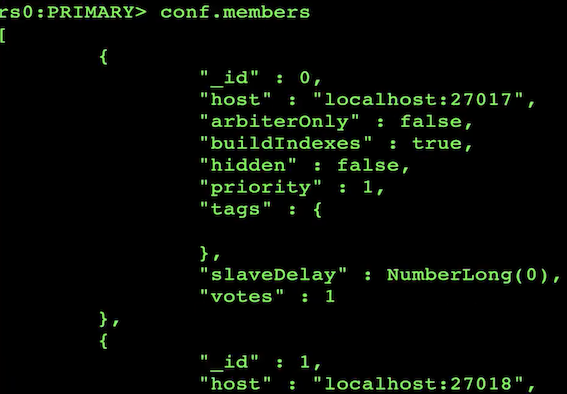 rs0:PRIMARY> conf.members
[
{
"_id" : 0,
"host" : "localhost:27017",
"arbiterOnly" : false,
"buildIndexes" : true,
"hidden" : false,
"priority" : 1,
"tags" : {
},
"slaveDelay" : NumberLong(0),
"votes" : 1
},
{
"_id" : 1,
"host" : "localhost:27018",